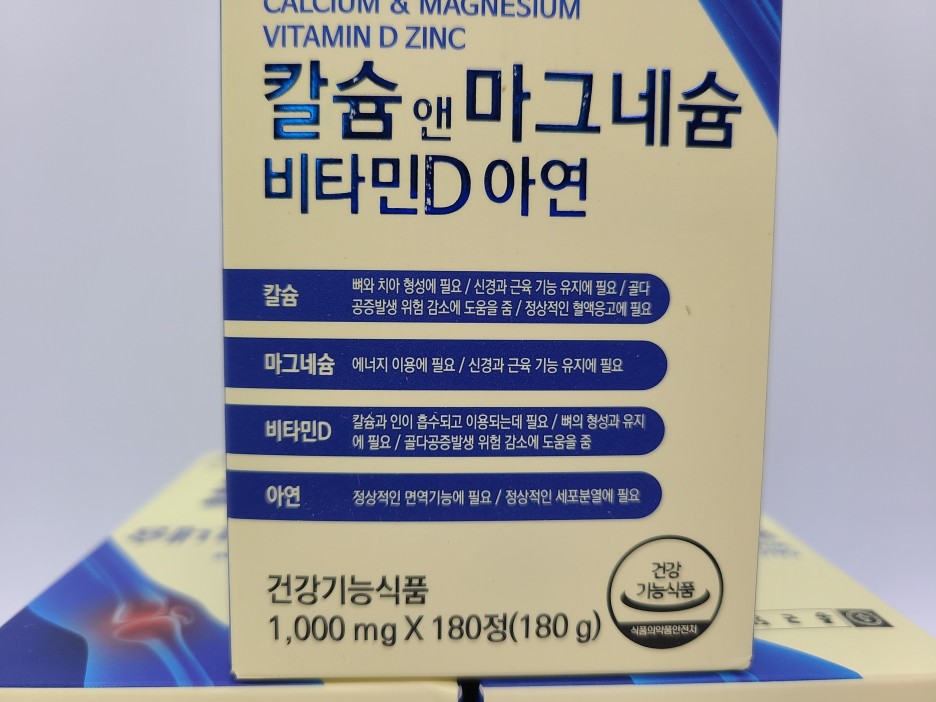 CALCIUM & MAGNESIUM
VITAMIN D ZINC
칼슘 앤 마그네슘
비타민D 아연
칼슘
뼈와 치아 형성에 필요 / 신경과 근육 기능 유지에 필요 / 골다
공증발생 위험 감소에 도움을 줌 / 정상적인 혈액응고에 필요
마그네슘
에너지 이용에 필요 / 신경과 근육 기능 유지에 필요
비타민D
칼슘과 인이 흡수되고 이용되는데 필요 / 뼈의 형성과 유지
에 필요 / 골다공증발생 위험 감소에 도움을 줌
아연
정상적인 면역기능에 필요 / 정상적인 세포분열에 필요
건강기능식품
1,000 mg X 180정(180 g)
건강
기능식품
식품의약품안전처